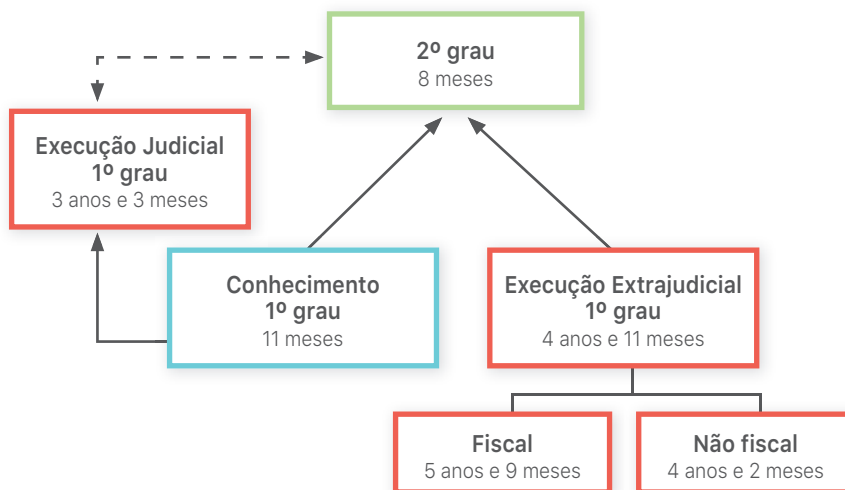 2º grau
8 meses
Execução Judicial
1º grau
3 anos e 3 meses
Conhecimento
1º grau
11 meses
Execução Extrajudicial
1º grau
4 anos e 11 meses
Fiscal
5 anos e 9 meses
Não fiscal
4 anos e 2 meses